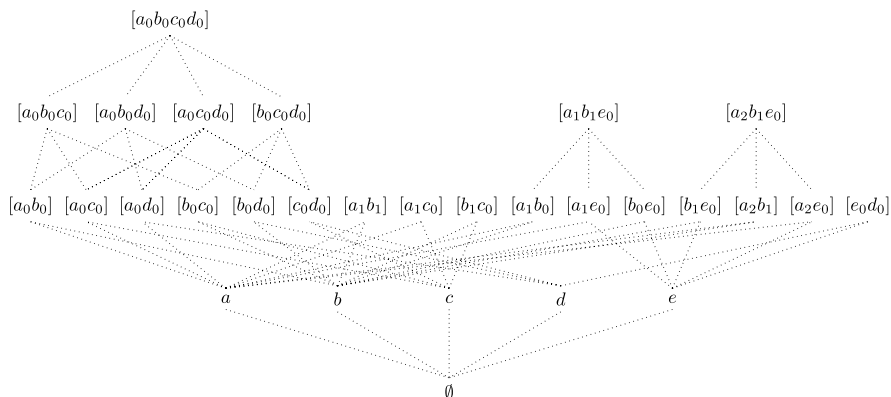 [a₀b₀c₀d₀]
[a₀b₀c₀] [a₀b₀d₀] [a₀c₀d₀] [b₀c₀d₀] [a₁b₁e₀] [a₂b₁e₀]
[a₀b₀] [a₀c₀] [a₀d₀] [b₀c₀] [b₀d₀] [c₀d₀] [a₁b₁] [a₁c₀] [b₁c₀] [a₁b₀] [a₁e₀] [b₀e₀] [b₁e₀] [a₂b₁] [a₂e₀] [e₀d₀]
a b c d e
∅